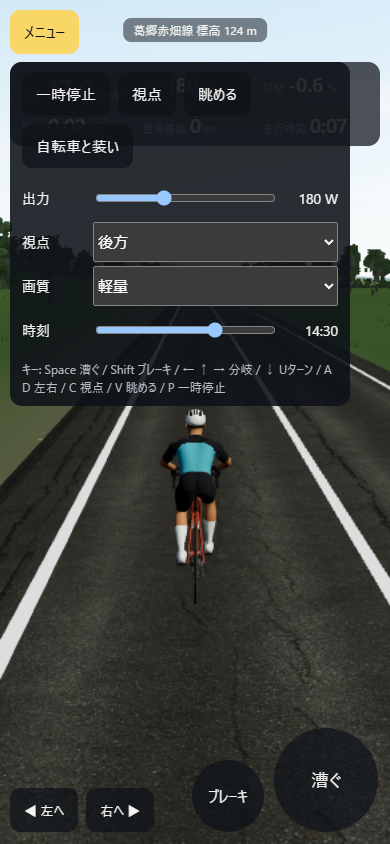 メニュー
葛郷赤畑線 標高 124 m
一時停止 視点 眺める
勾配 -0.6 %
自転車と装い
獲得標高 0 m 走行時間 0:07
出力 180 W
視点 後方
画質 軽量
時刻 14:30
キー: Space 漕ぐ / Shift ブレーキ / ← ↑ → 分岐 / ↓ Uターン / A
D 左右 / C 視点 / V 眺める / P 一時停止
◀ 左へ 右へ ▶ ブレーキ 漕ぐ